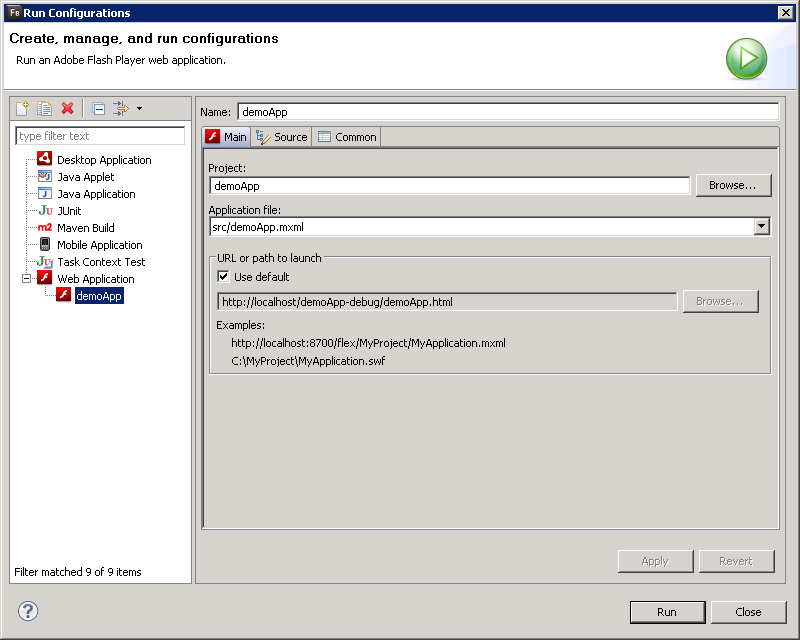 Fb Run Configurations
Create, manage, and run configurations
Run an Adobe Flash Player web application.
type filter text
Desktop Application
Java Applet
Java Application
JUnit
Maven Build
Mobile Application
Task Context Test
Web Application
demoApp
Filter matched 9 of 9 items
Name: demoApp
Main Source Common
Project:
demoApp Browse...
Application file:
src/demoApp.mxml
URL or path to launch
Use default
http://localhost/demoApp-debug/demoApp.html Browse...
Examples:
http://localhost:8700/flex/MyProject/MyApplication.mxml
C:\MyProject\MyApplication.swf
Apply Revert
? Run Close